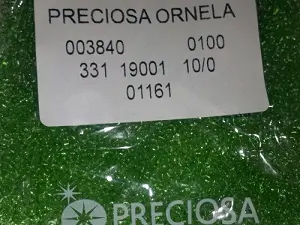 PRECIOSA ORNELA
003840 0100
331 19001 10/0
01161
PRECIOSA